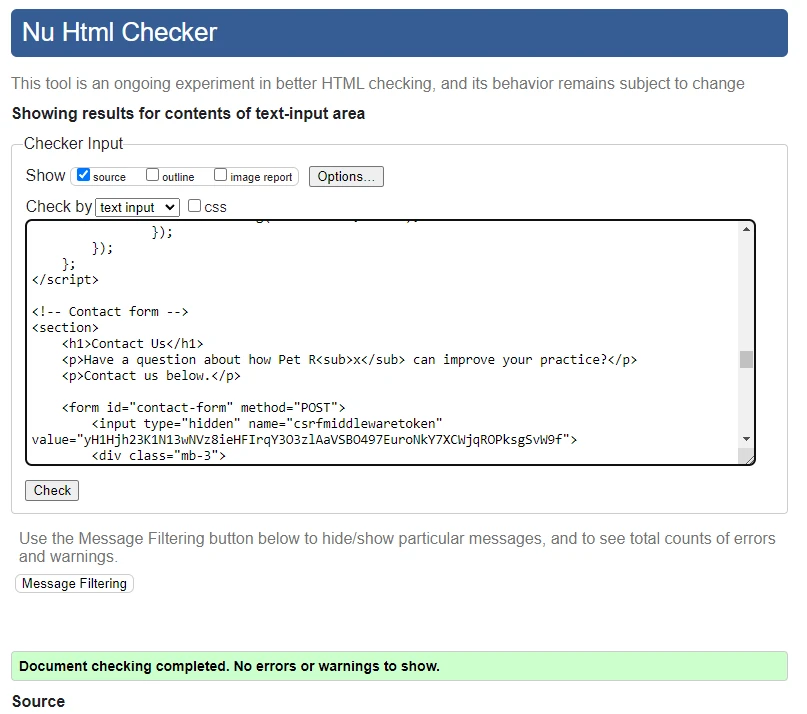 Nu Html Checker
This tool is an ongoing experiment in better HTML checking, and its behavior remains subject to change
Showing results for contents of text-input area
Checker Input
Show source outline image report Options...
Check by text input css
});
});
};
</script>
<!-- Contact form -->
<section>
<h1>Contact Us</h1>
<p>Have a question about how Pet R<sub>x</sub> can improve your practice?</p>
<p>Contact us below.</p>
<form id="contact-form" method="POST">
<input type="hidden" name="csrfmiddlewaretoken"
value="yH1Hjh23K1N13wNVz8ieHFIrqY3O3zlAaVSBO497EuroNkY7XCWjqROPksgSvW9f">
<div class="mb-3">
Check
Use the Message Filtering button below to hide/show particular messages, and to see total counts of errors
and warnings.
Message Filtering
Document checking completed. No errors or warnings to show.
Source